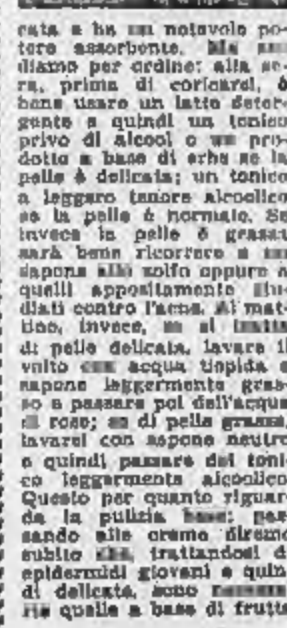 cata e ha un notevole po-
tere assorbente. Ma an-
diamo per ordine: alla se-
ra, prima di coricarsi, è
bene usare un latte deter-
gente e quindi un tonico
privo di alcool o un pro-
dotto a base di erbe se la
pelle è delicata; un tonico
a leggero tenore alcoolico
se la pelle è normale. Se
invece la pelle è grassa
sarà bene ricorrere a un
sapone allo zolfo oppure a
quelli appositamente stu-
diati contro l'acne. Al mat-
tino, invece, se si tratta
di pelle delicata, lavare il
volto con acqua tiepida e
sapone leggermente gras-
so e passare poi dell'acqua
di rose; se di pelle grassa,
lavarsi con sapone neutro
e quindi passare del toni-
co leggermente alcoolico
Questo per quanto riguar-
da la pulizia base: pas-
sando alle creme diremo
subito che, trattandosi di
epidermidi giovani e quin-
di delicate, sono
quelle a base di frutta